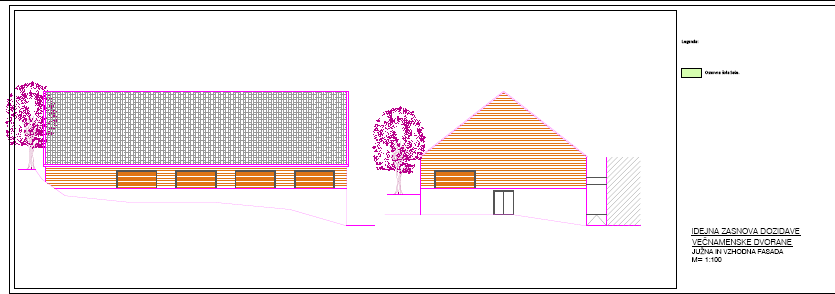 Legenda:
IDEJNA ZASNOVA DOZIDAVE
VEČNAMENSKE DVORANE
JUŽNA IN VZHODNA FASADA
M= 1:100